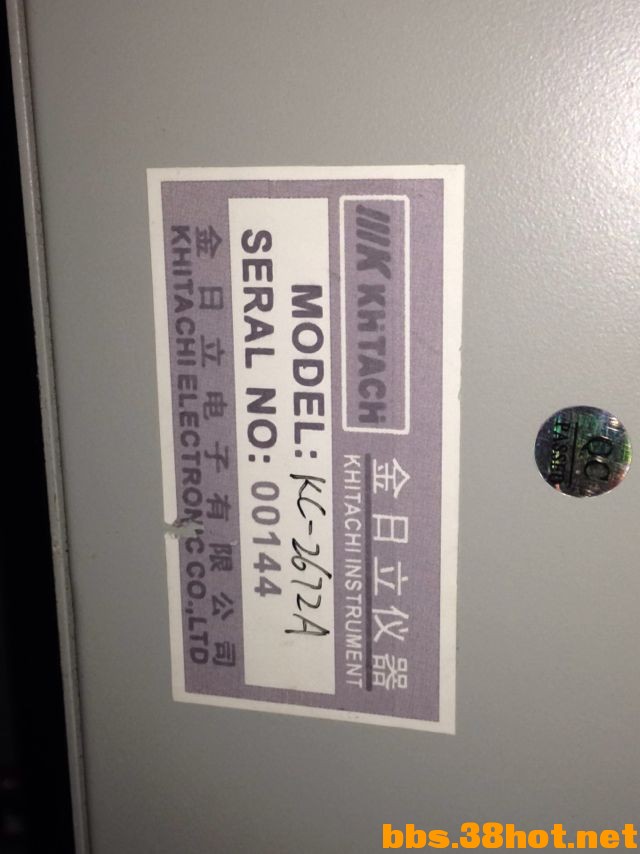 KHTACH
金日立仪器
KHITACHI INSTRUMENT
MODEL: KC-2672A
SERAL NO: 00144
金日立电子有限公司
KHITACHI ELECTRONIC CO.,LTD
QC
PASSED
bbs.38hot.net